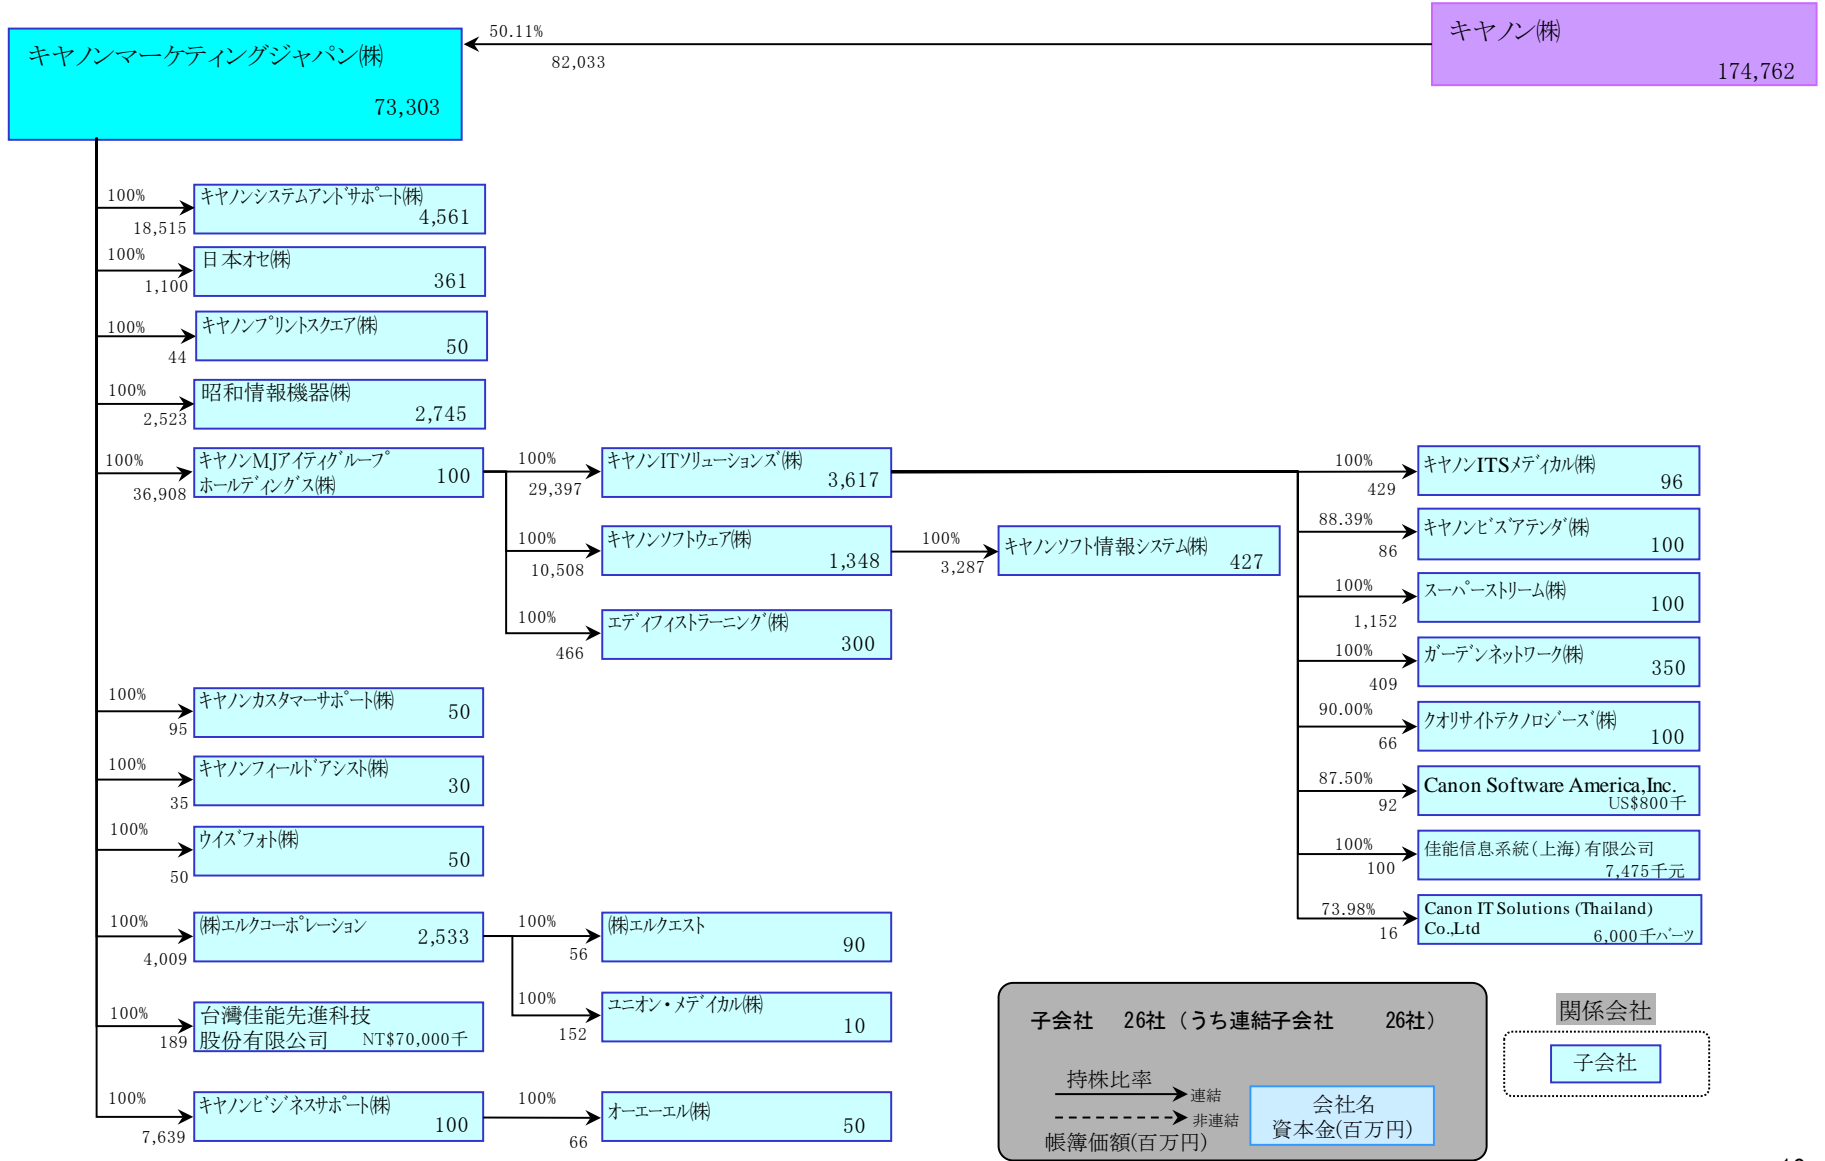 キヤノンマーケティングジャパン㈱
73,303
50.11%
82,033
キヤノン㈱
174,762
100%
18,515
キヤノンシステムアンドサポート㈱
4,561
100%
1,100
日本オセ㈱
361
100%
44
キヤノンプリントスクエア㈱
50
100%
2,523
昭和情報機器㈱
2,745
100%
36,908
キヤノンMJアイティグループ
ホールディングス㈱
100
100%
29,397
キヤノンITソリューションズ㈱
3,617
100%
429
キヤノンITSメディカル㈱
96
88.39%
86
キヤノンビズアテンダ㈱
100
100%
10,508
キヤノンソフトウェア㈱
1,348
100%
3,287
キヤノンソフト情報システム㈱
427
100%
1,152
スーパーストリーム㈱
100
100%
466
エディフィストラーニング㈱
300
100%
409
ガーデンネットワーク㈱
350
90.00%
66
クオリサイトテクノロジーズ㈱
100
87.50%
92
Canon Software America,Inc.
US$800千
100%
100
佳能信息系統(上海)有限公司
7,475千元
73.98%
16
Canon IT Solutions (Thailand)
Co.,Ltd
6,000千バーツ
100%
95
キヤノンカスタマーサポート㈱
50
100%
35
キヤノンフィールドアシスト㈱
30
100%
50
ウイズフォト㈱
50
100%
4,009
㈱エルクコーポレーション
2,533
100%
56
㈱エルクエスト
90
100%
152
ユニオン・メデイカル㈱
10
100%
189
台灣佳能先進科技
股份有限公司 NT$70,000千
100%
7,639
キヤノンビジネスサポート㈱
100
100%
66
オーエーエル㈱
50
子会社 26社(うち連結子会社 26社)
持株比率
連結
非連結
帳簿価額(百万円)
会社名
資本金(百万円)
関係会社
子会社